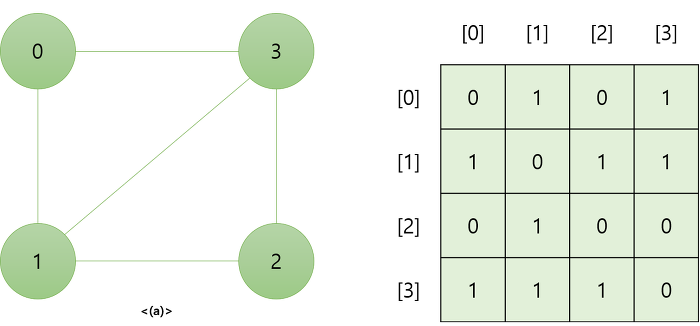 0 3
1 2
<(a)>
[0] [1] [2] [3]
[0] 0 1 0 1
[1] 1 0 1 1
[2] 0 1 0 0
[3] 1 1 1 0